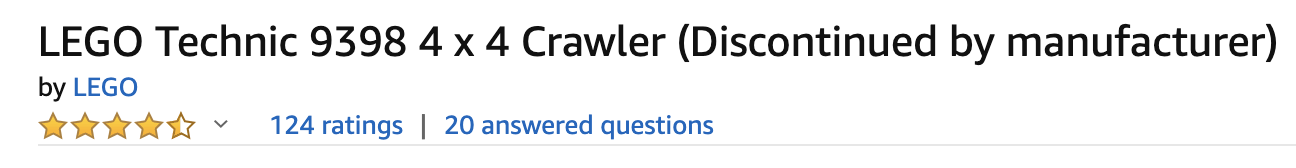 LEGO Technic 9398 4 x 4 Crawler (Discontinued by manufacturer)
by LEGO
124 ratings | 20 answered questions